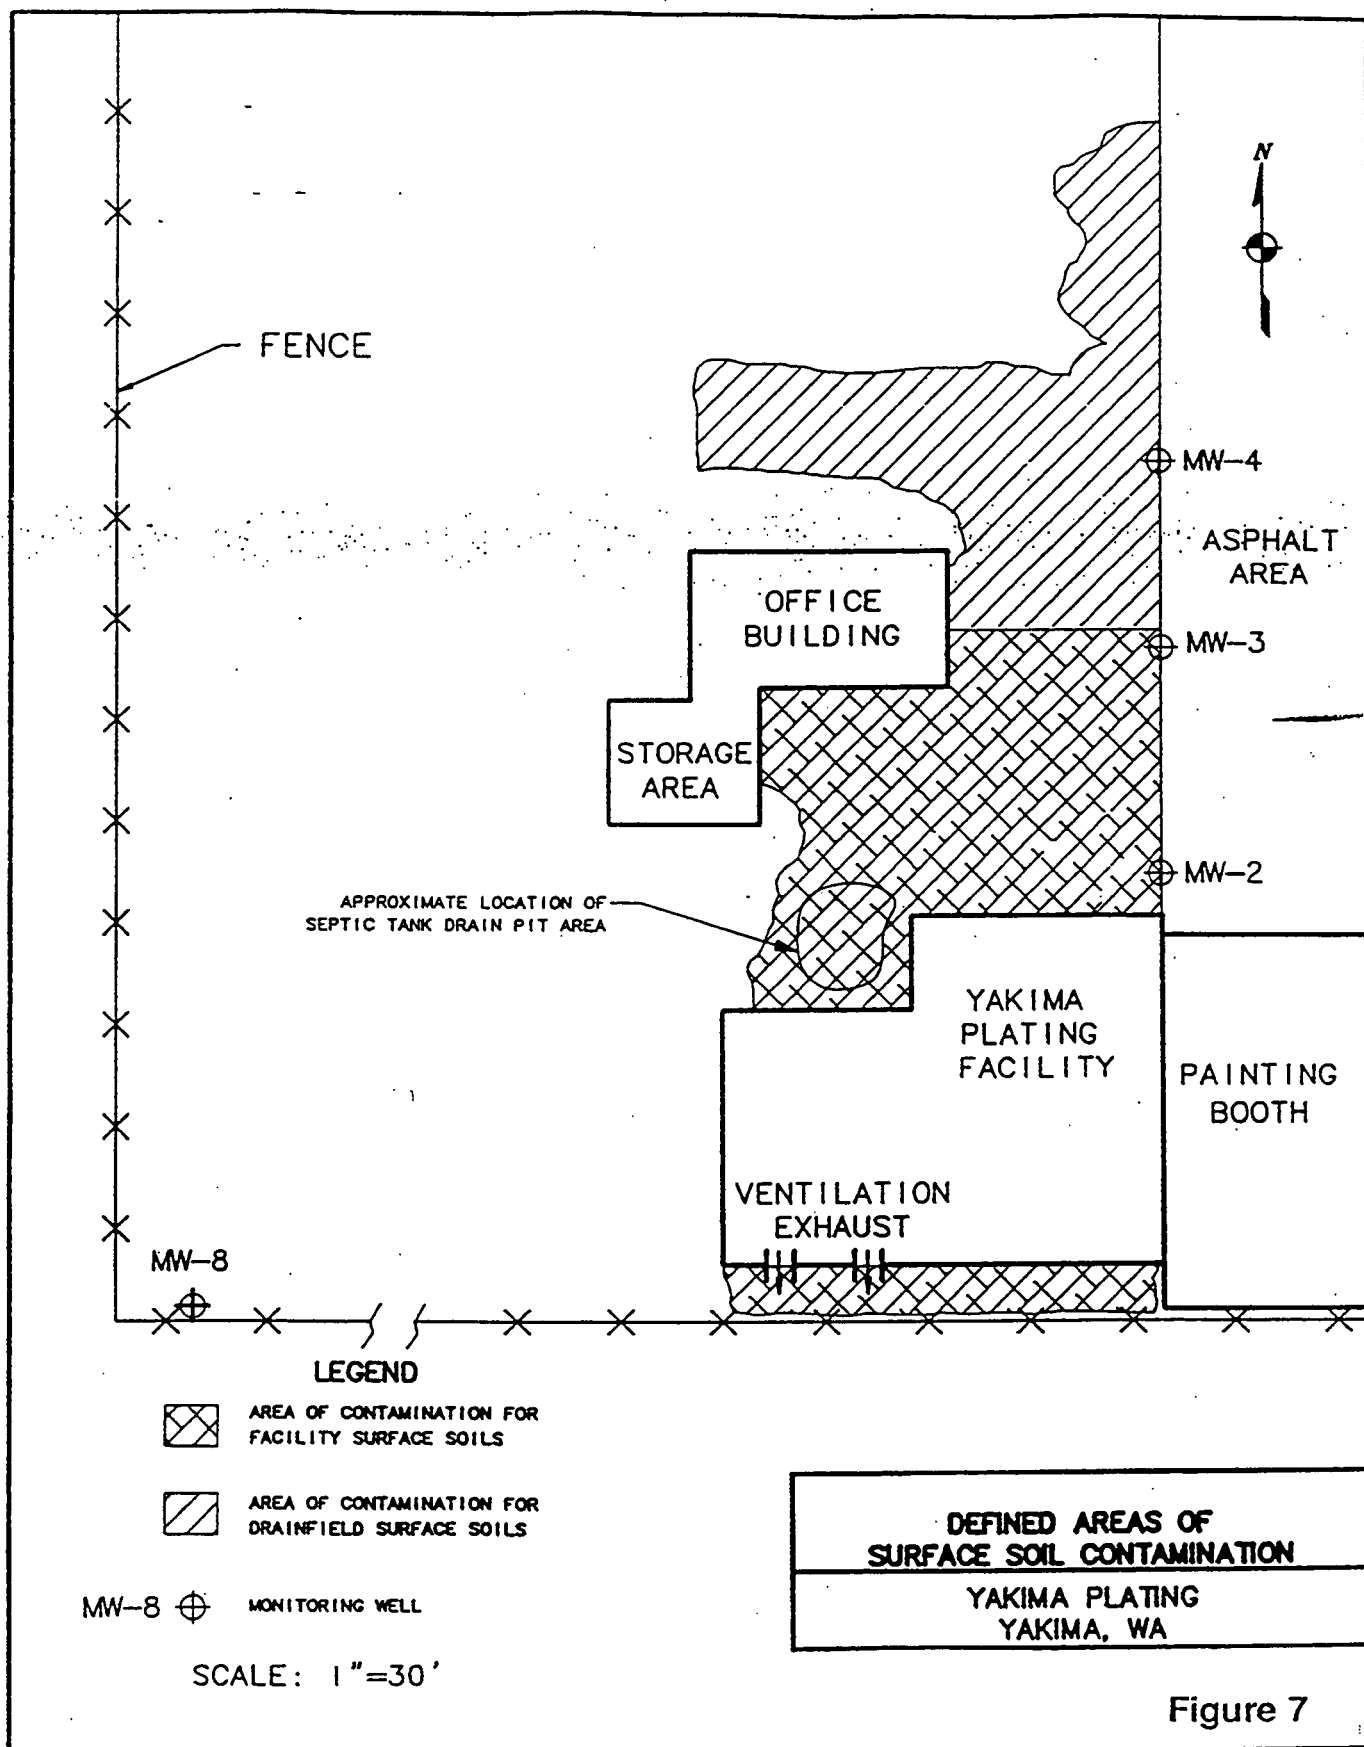 N
FENCE
MW-4
ASPHALT
AREA
OFFICE
BUILDING
MW-3
STORAGE
AREA
MW-2
APPROXIMATE LOCATION OF
SEPTIC TANK DRAIN PIT AREA
YAKIMA
PLATING
FACILITY
PAINTING
BOOTH
VENTILATION
EXHAUST
MW-8
LEGEND
AREA OF CONTAMINATION FOR
FACILITY SURFACE SOILS
AREA OF CONTAMINATION FOR
DRAINFIELD SURFACE SOILS
MW-8 MONITORING WELL
SCALE: 1"=30'
DEFINED AREAS OF
SURFACE SOIL CONTAMINATION
YAKIMA PLATING
YAKIMA, WA
Figure 7